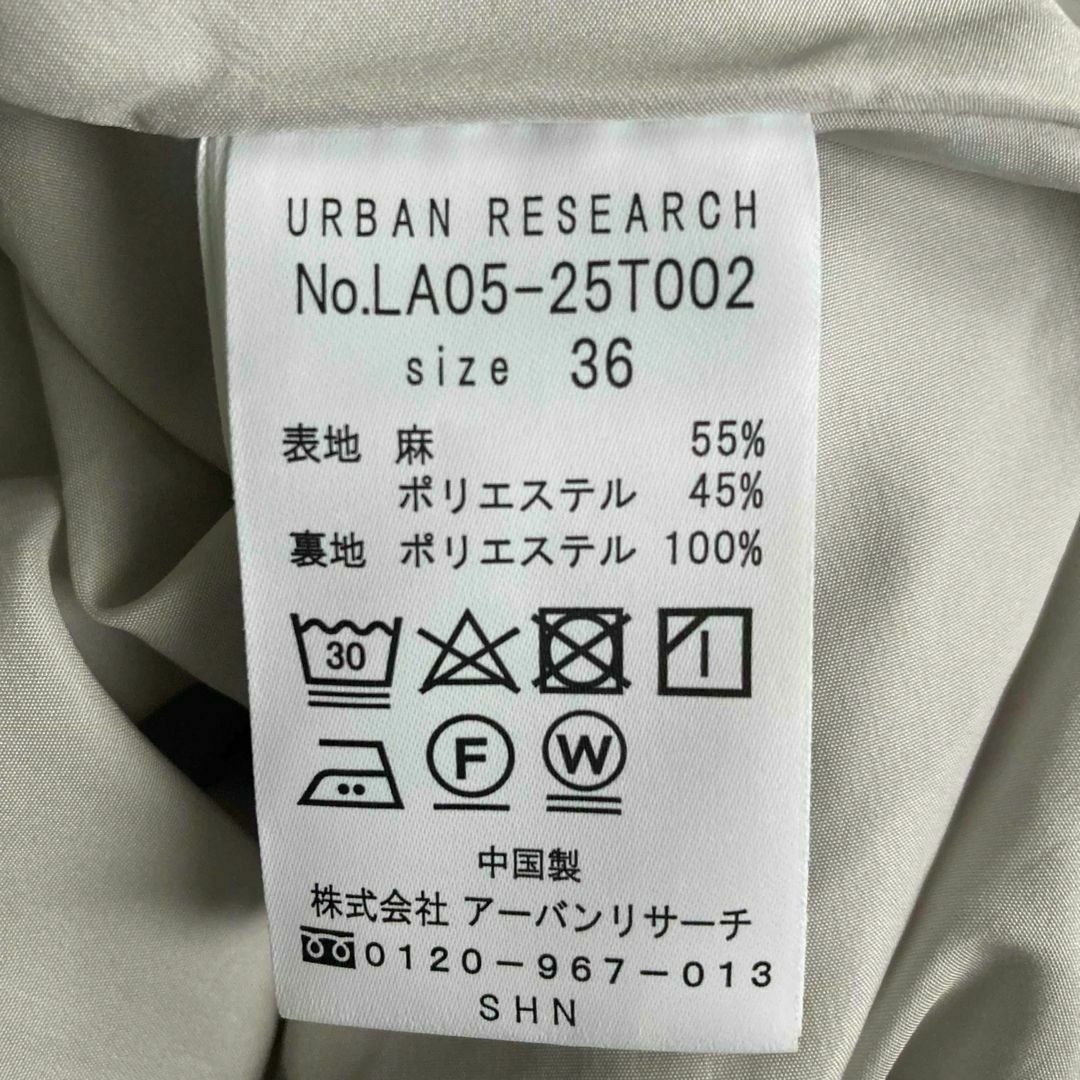 URBAN RESEARCH
No.LA05-25T002
size 36
表地 麻 55%
ポリエステル 45%
裏地 ポリエステル 100%
30
F W
中国製
株式会社 アーバンリサーチ
0120-967-013
SHN